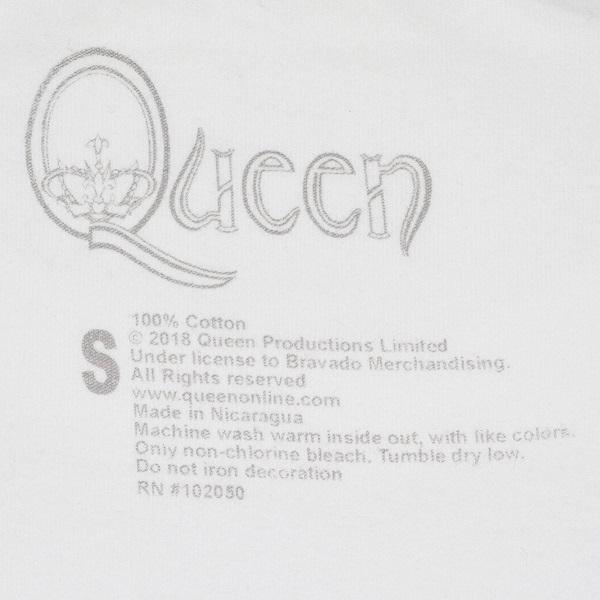 Queen
S
100% Cotton
© 2018 Queen Productions Limited
Under license to Bravado Merchandising.
All Rights reserved
www.queenonline.com
Made in Nicaragua
Machine wash warm inside out, with like colors.
Only non-chlorine bleach. Tumble dry low.
Do not iron decoration
RN #102050